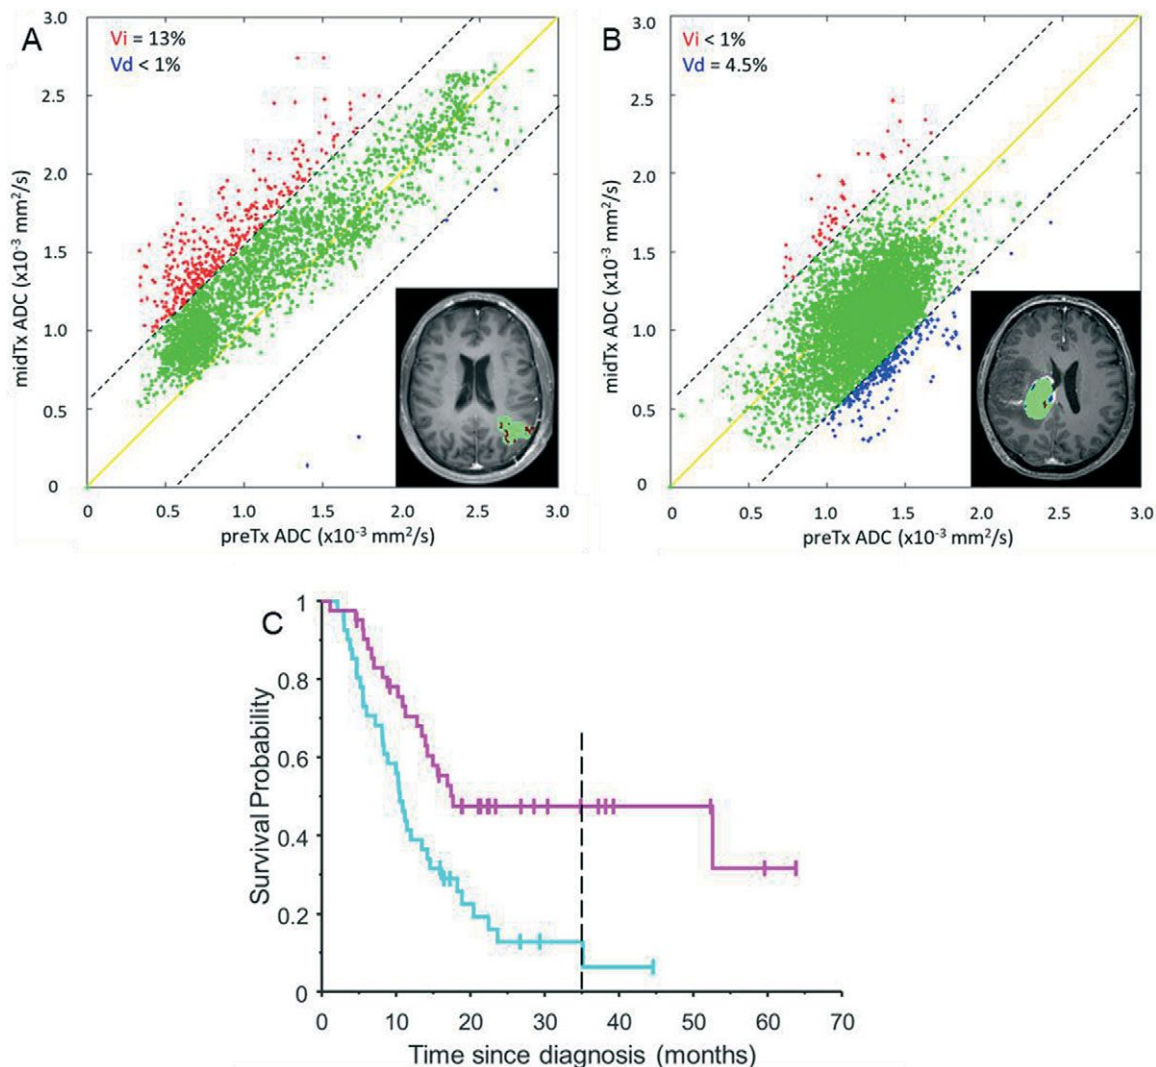 A
Vi = 13%
Vd < 1%
3.0
2.5
2.0
1.5
1.0
0.5
0
midTx ADC (x10⁻³ mm²/s)
0 0.5 1.0 1.5 2.0 2.5 3.0
preTx ADC (x10⁻³ mm²/s)
B
Vi < 1%
Vd = 4.5%
3.0
2.5
2.0
1.5
1.0
0.5
0
midTx ADC (x10⁻³ mm²/s)
0 1.0 1.5 2.0 2.5 3.0
preTx ADC (x10⁻³ mm²/s)
C
1
0.8
0.6
0.4
0.2
0
Survival Probability
0 10 20 30 40 50 60 70
Time since diagnosis (months)